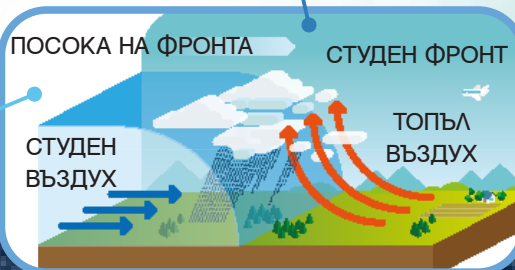 ПОСОКА НА ФРОНТА
СТУДЕН ФРОНТ
СТУДЕН
ВЪЗДУХ
ТОПЪЛ
ВЪЗДУХ